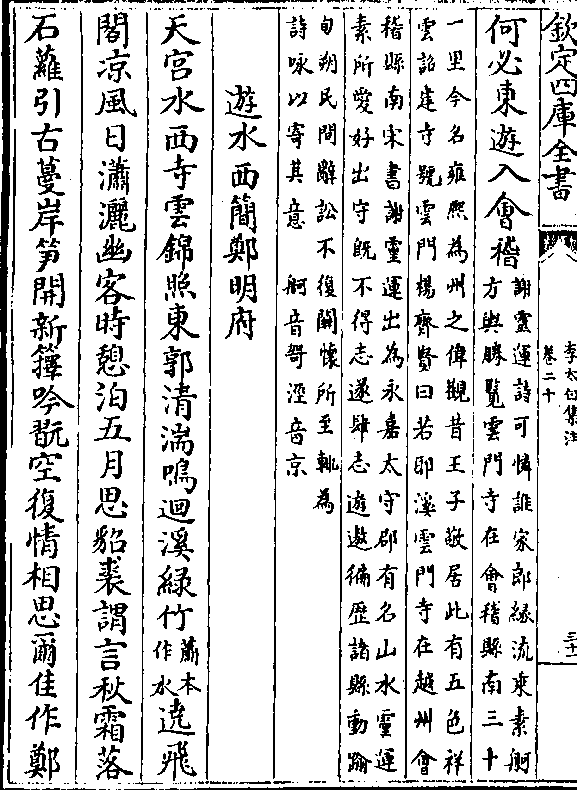 欽定四庫全書
李太白集注
卷二十
三十
何必東遊入會稽
謝靈運詩可憐誰家郎緣流乘素舸
方輿勝覽雲門寺在會稽縣南三十
一里今名雍熙為州之偉觀昔王子敬居此有五色祥
雲詔建寺號雲門楊齊賢曰若耶溪雲門寺在越州會
稽縣南宋書謝靈運出為永嘉太守郡有名山水靈運
素所愛好出守既不得志遂肆志遊遨徧歴諸縣動踰
旬朔民間聽訟不復闗懷所至輒為
詩咏以寄其意 舸音哿涇音京
遊水西簡鄭明府
天宮水西寺雲錦照東郭清湍鳴迴溪緑竹
蕭本
作水
遶飛
閣凉風日瀟灑幽客時憩泊五月思貂裘謂言秋霜落
石蘿引古蔓岸笋開新籜吟翫空復情相思爾佳作鄭